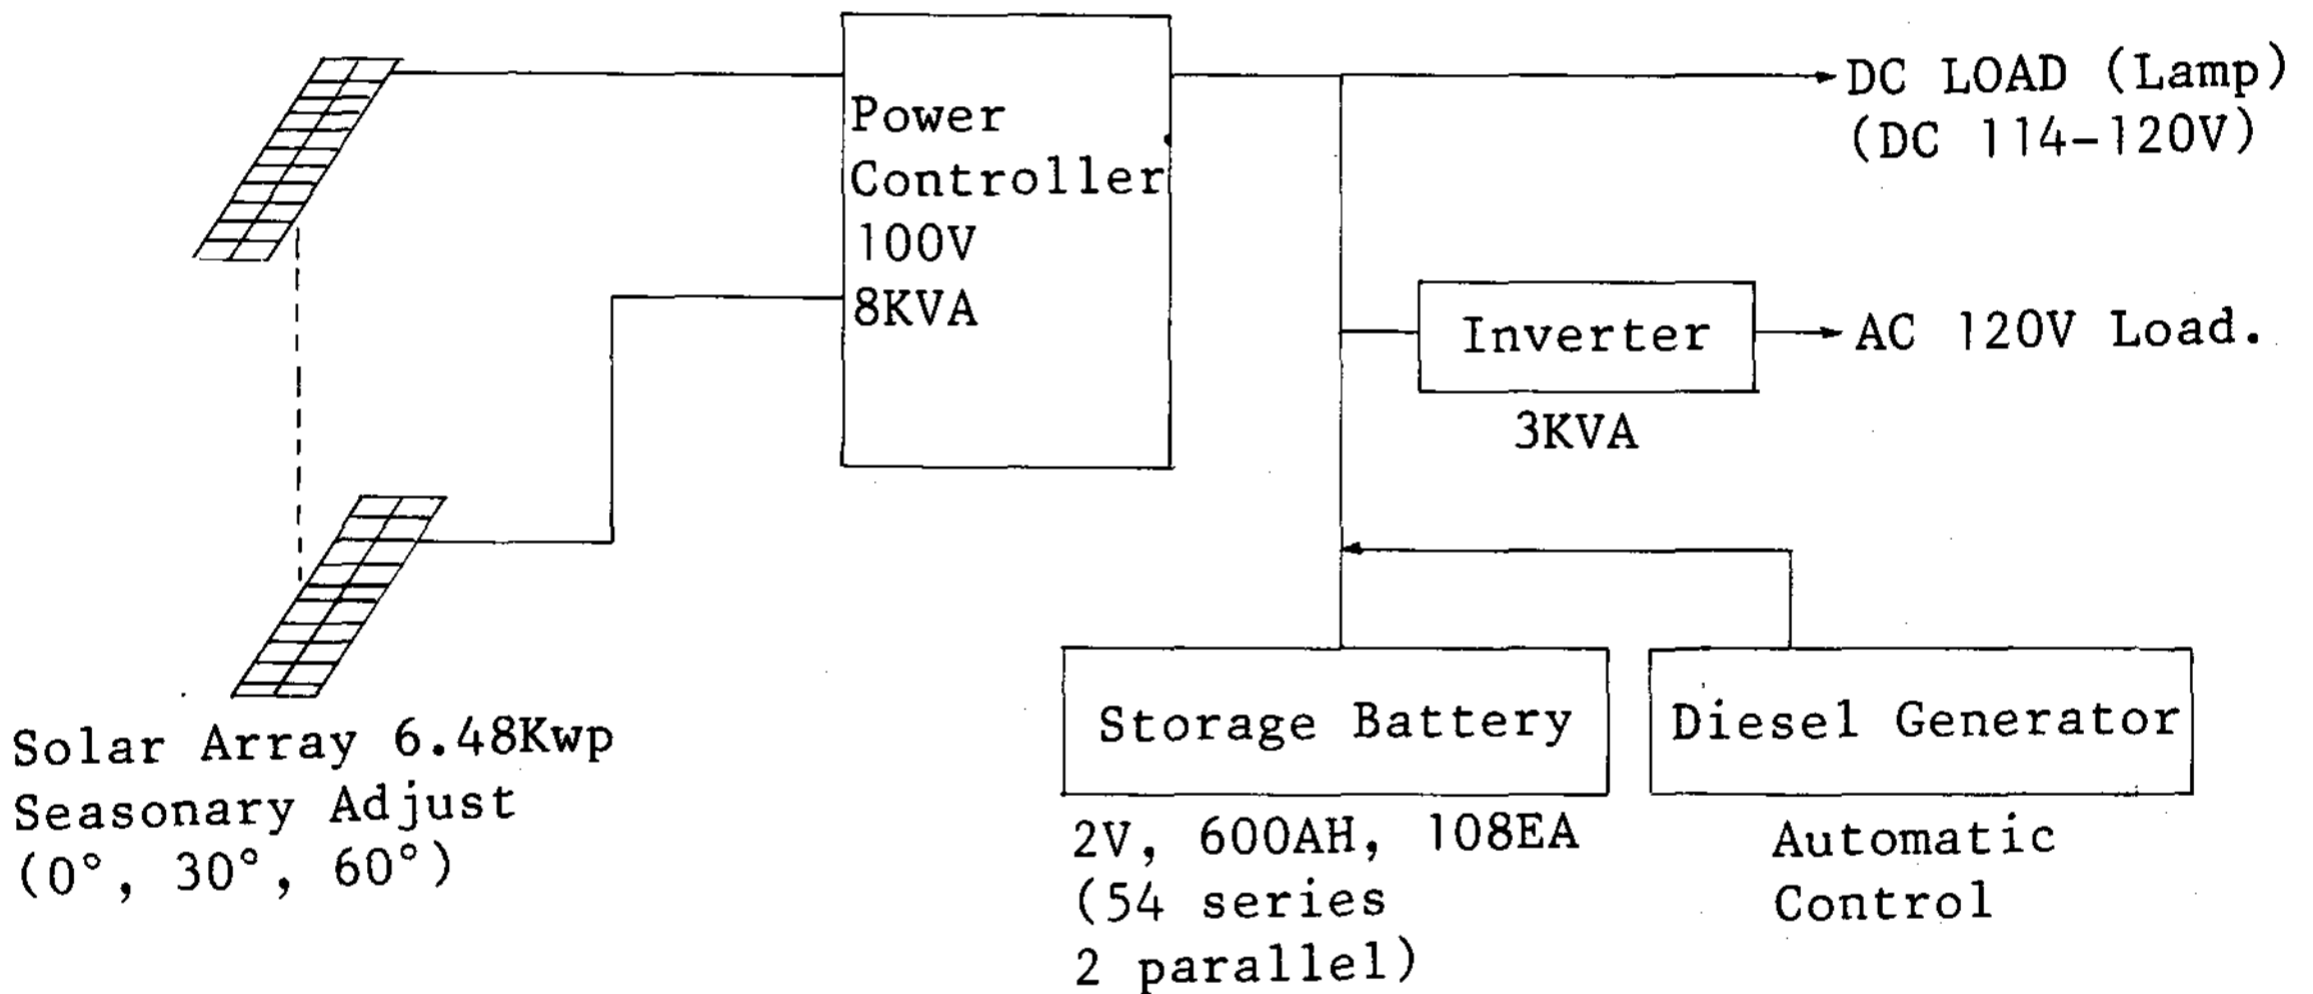 Power
Controller
100V
8KVA
DC LOAD (Lamp)
(DC 114-120V)
Inverter
3KVA
AC 120V Load.
Solar Array 6.48Kwp
Seasonary Adjust
(0°, 30°, 60°)
Storage Battery
2V, 600AH, 108EA
(54 series
2 parallel)
Diesel Generator
Automatic
Control